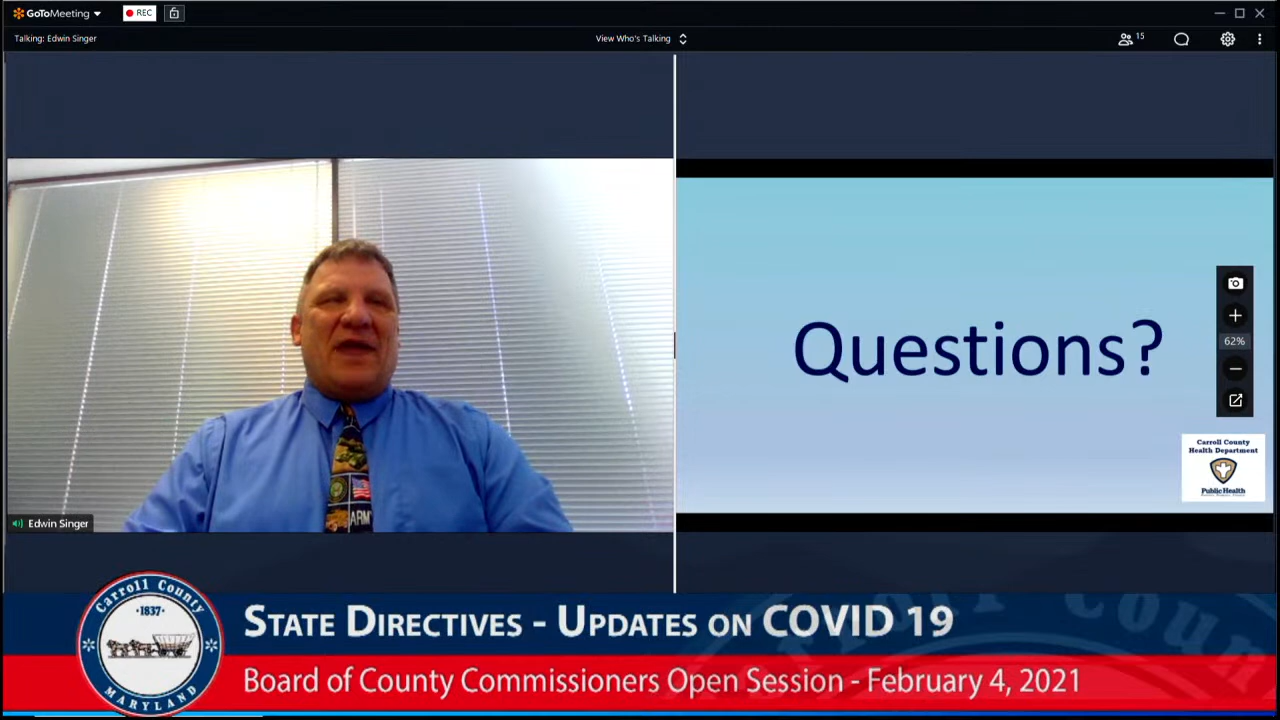 GoToMeeting
REC
Talking: Edwin Singer
View Who's Talking
15
Questions?
62%
Carroll County
Health Department
Public Health
Edwin Singer
ARMY
Carroll County
·1837·
MARYLAND
STATE DIRECTIVES - UPDATES ON COVID 19
Board of County Commissioners Open Session - February 4, 2021